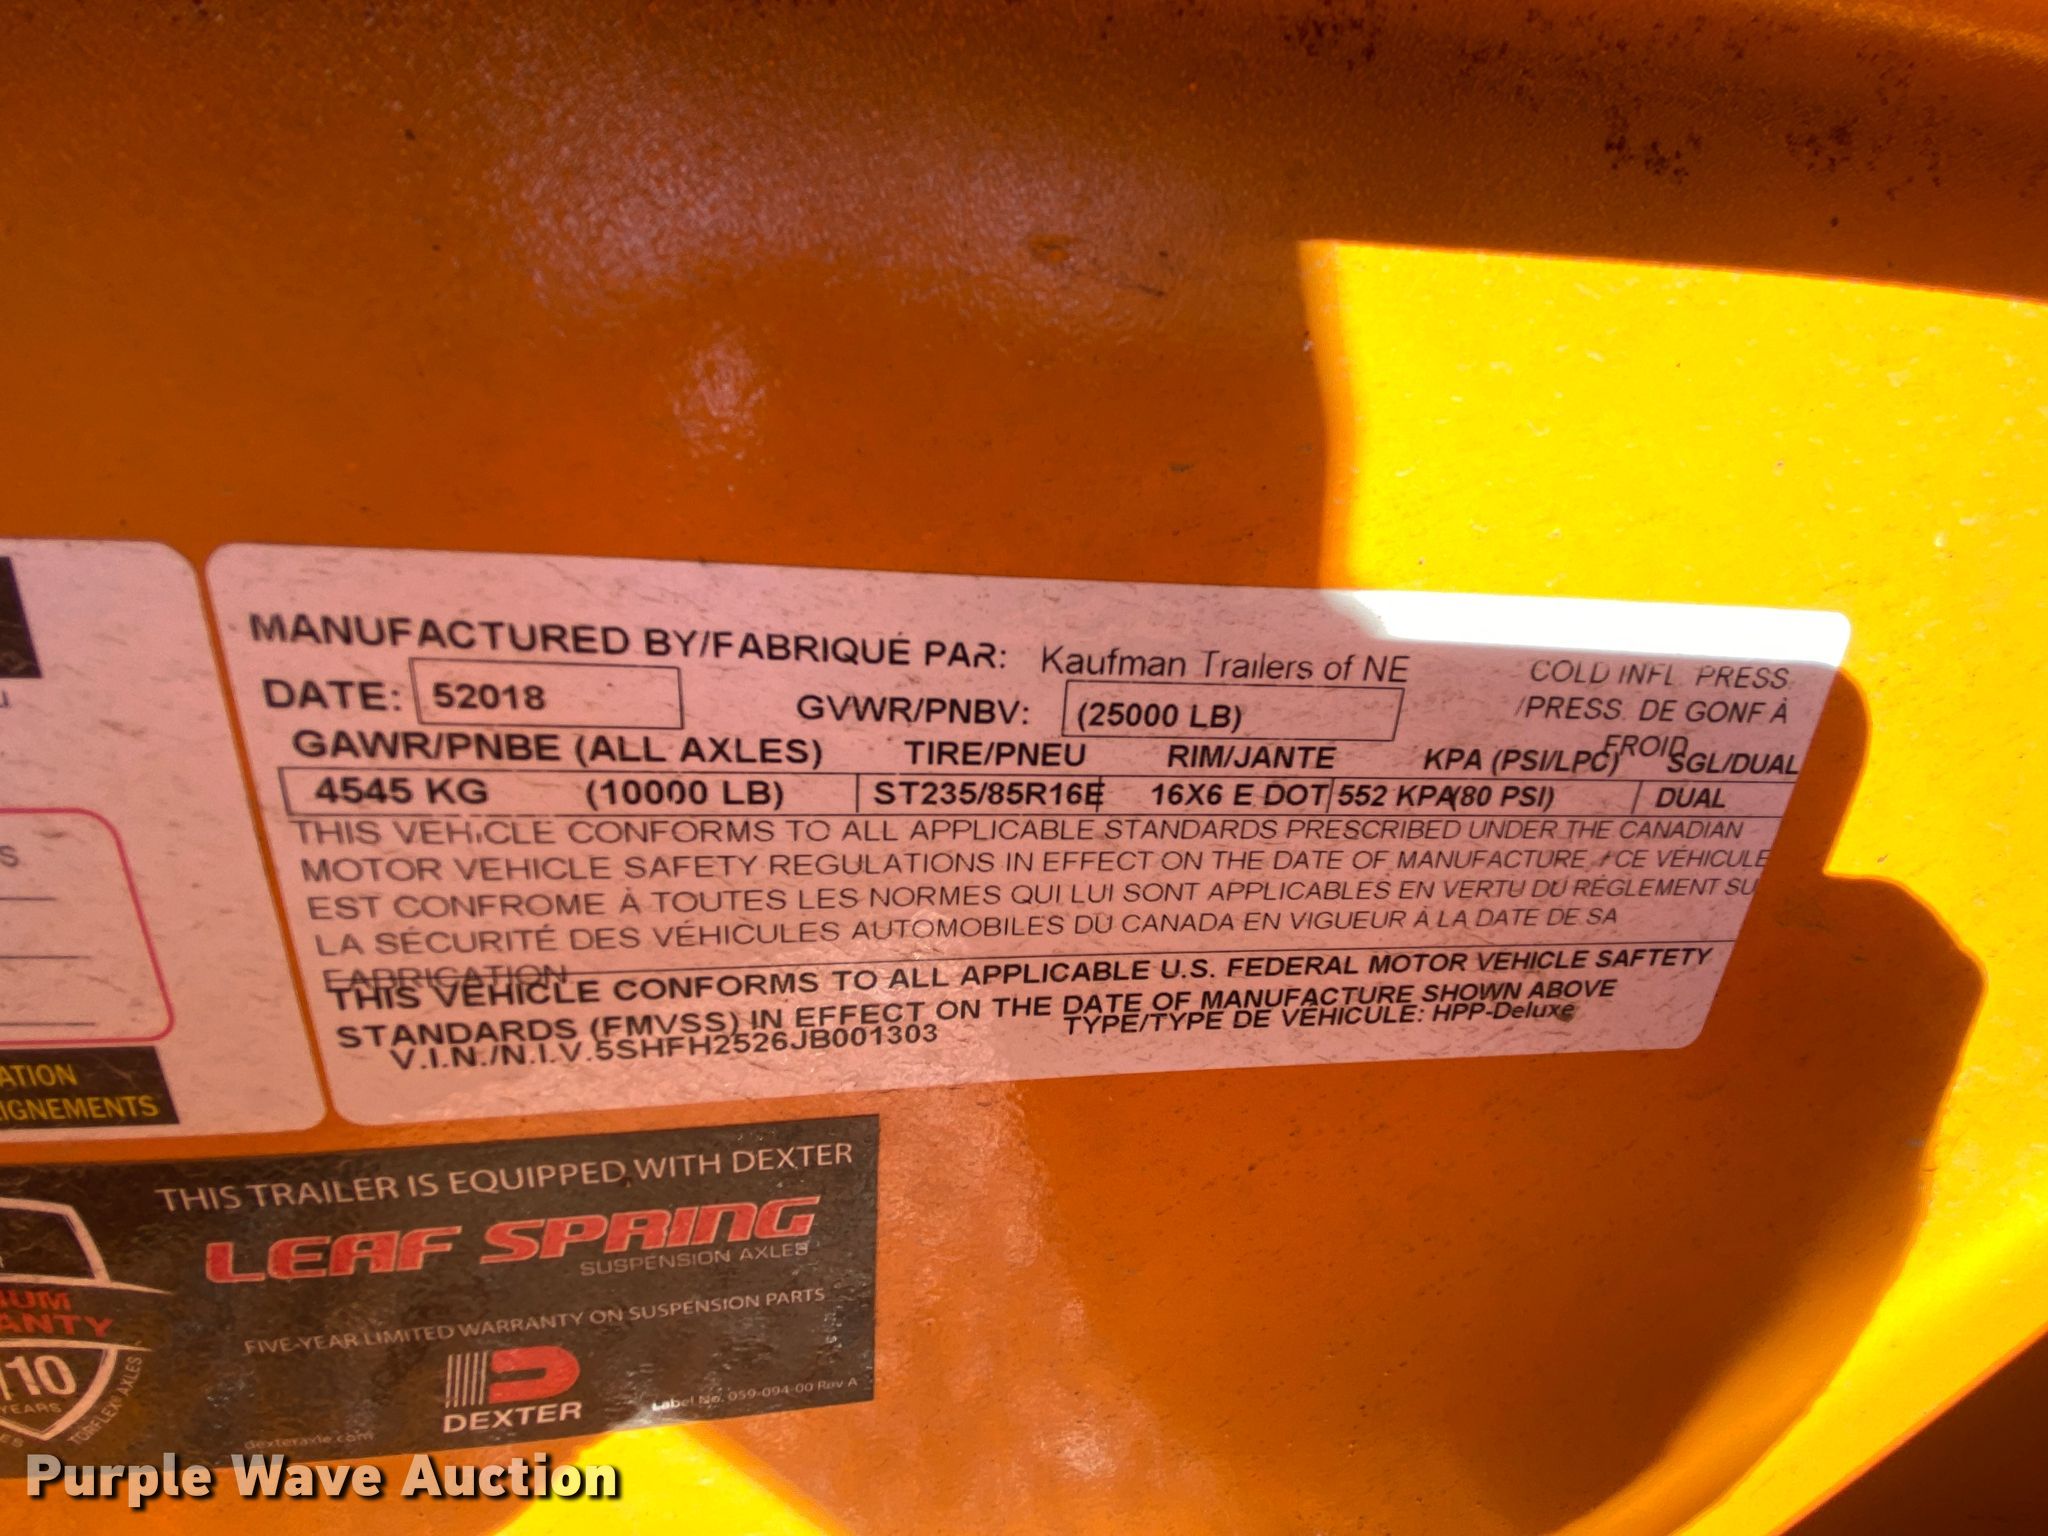 MANUFACTURED BY/FABRIQUÉ PAR: Kaufman Trailers of NE
COLD INFL PRESS
/PRESS. DE GONF À
FROID
DATE: 52018
GVWR/PNBV: (25000 LB)
GAWR/PNBE (ALL AXLES) TIRE/PNEU RIM/JANTE KPA (PSI/LPC) SGL/DUAL
4545 KG (10000 LB) ST235/85R16E 16X6 E DOT 552 KPA(80 PSI) DUAL
THIS VEHICLE CONFORMS TO ALL APPLICABLE STANDARDS PRESCRIBED UNDER THE CANADIAN
MOTOR VEHICLE SAFETY REGULATIONS IN EFFECT ON THE DATE OF MANUFACTURE / CE VÉHICULE
EST CONFROME À TOUTES LES NORMES QUI LUI SONT APPLICABLES EN VERTU DU RÈGLEMENT SU
LA SÉCURITÉ DES VÉHICULES AUTOMOBILES DU CANADA EN VIGUEUR À LA DATE DE SA
FABRICATION
THIS VEHICLE CONFORMS TO ALL APPLICABLE U.S. FEDERAL MOTOR VEHICLE SAFTETY
STANDARDS (FMVSS) IN EFFECT ON THE DATE OF MANUFACTURE SHOWN ABOVE
V.I.N./N.I.V.5SHFH2526JB001303 TYPE/TYPE DE VÉHICULE: HPP-Deluxe
S
ATION
IGNEMENTS
THIS TRAILER IS EQUIPPED WITH DEXTER
LEAF SPRING
SUSPENSION AXLES
FIVE-YEAR LIMITED WARRANTY ON SUSPENSION PARTS
DEXTER
Label No. 059-094-00 Rev A
dexteraxle.com
IUM
ANTY
10
YEARS
TORFLEX AXLES
Purple Wave Auction